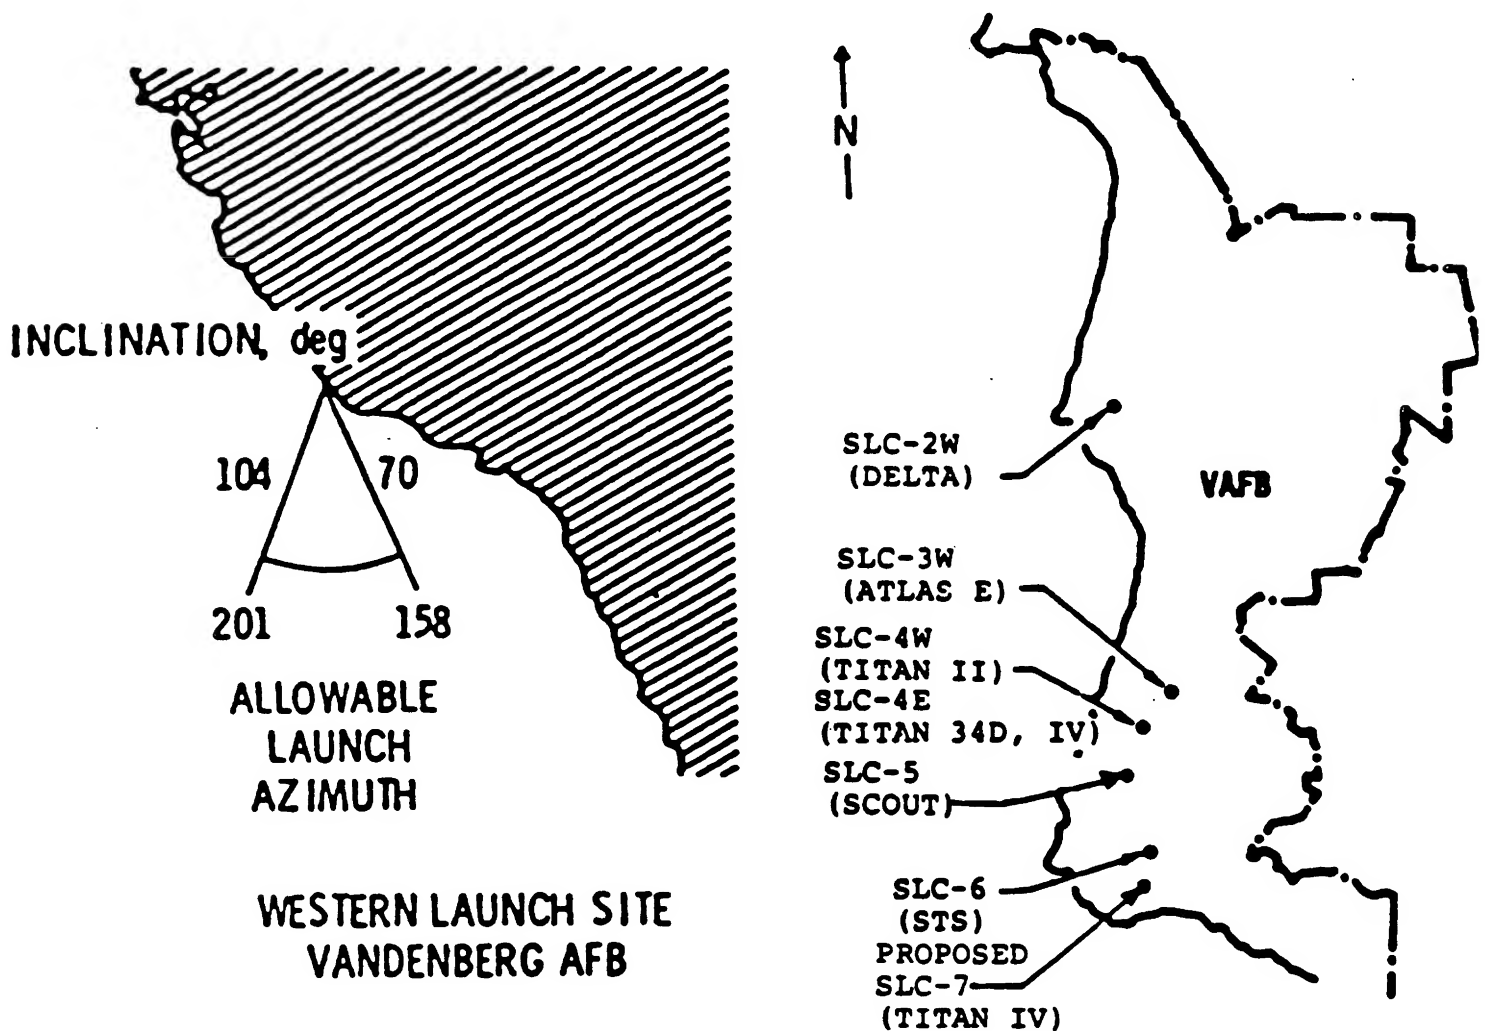 INCLINATION, deg
104
70
201
158
ALLOWABLE
LAUNCH
AZIMUTH
WESTERN LAUNCH SITE
VANDENBERG AFB
N
SLC-2W
(DELTA)
VAFB
SLC-3W
(ATLAS E)
SLC-4W
(TITAN II)
SLC-4E
(TITAN 34D, IV)
SLC-5
(SCOUT)
SLC-6
(STS)
PROPOSED
SLC-7
(TITAN IV)